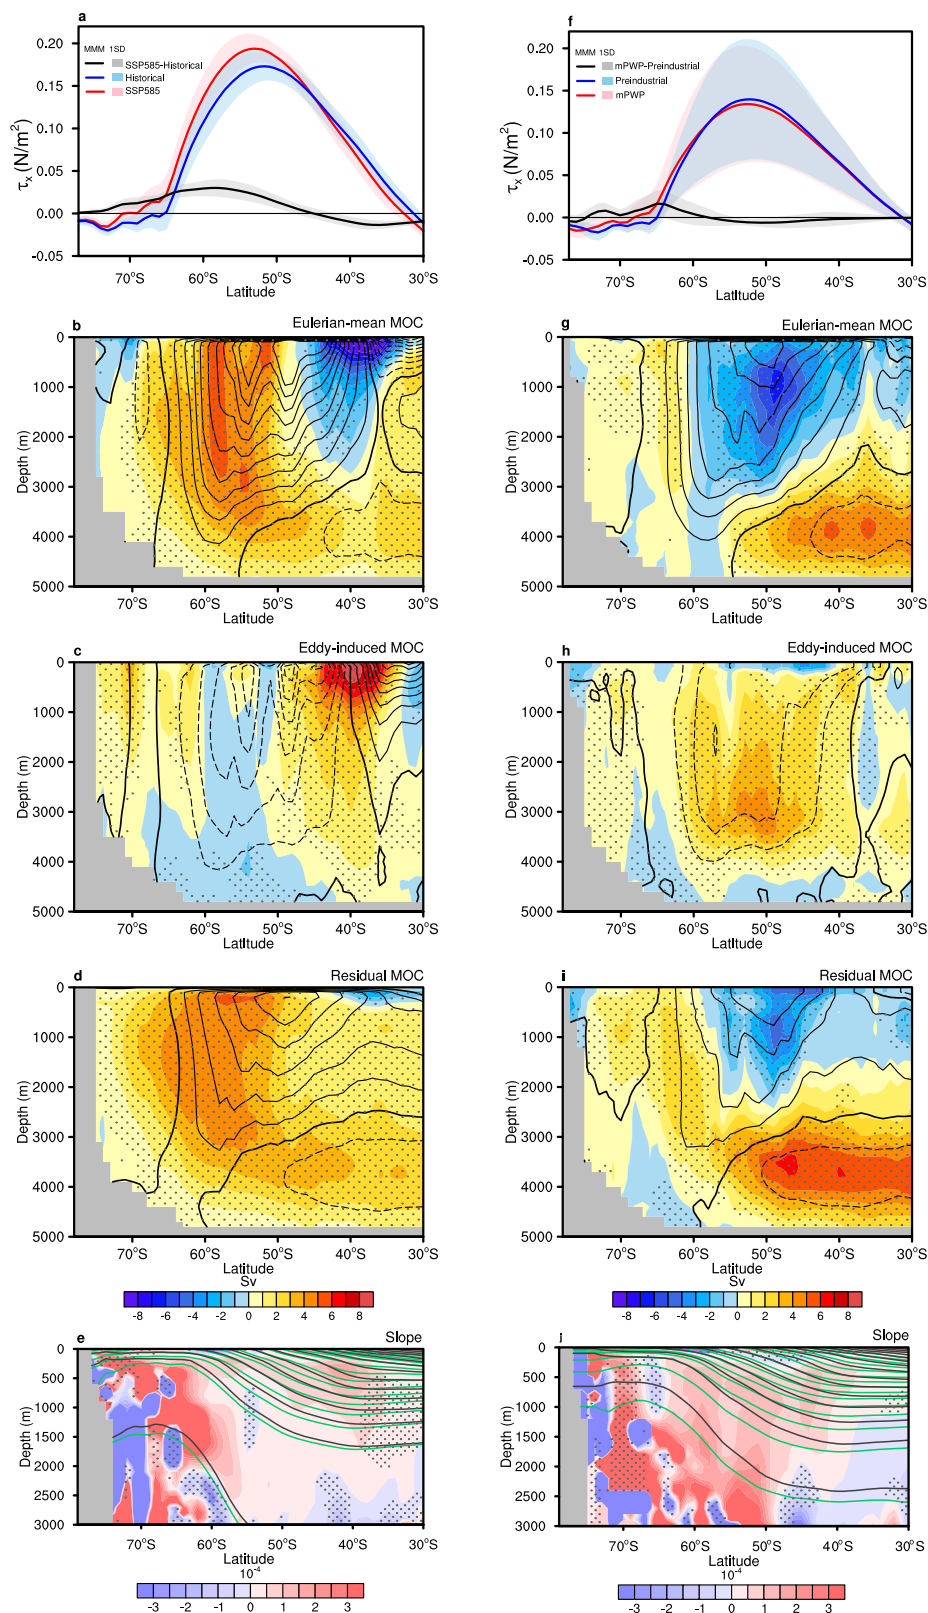 a
MMM 1SD
SSP585-Historical
Historical
SSP585
τx (N/m²)
0.20
0.15
0.10
0.05
0.00
-0.05
70°S 60°S 50°S 40°S 30°S
Latitude
f
MMM 1SD
mPWP-Preindustrial
Preindustrial
mPWP
τx (N/m²)
0.20
0.15
0.10
0.05
0.00
-0.05
70°S 60°S 50°S 40°S 30°S
Latitude
b Eulerian-mean MOC
Depth (m)
0
1000
2000
3000
4000
5000
70°S 60°S 50°S 40°S 30°S
Latitude
g Eulerian-mean MOC
Depth (m)
0
1000
2000
3000
4000
5000
70°S 60°S 50°S 40°S 30°S
Latitude
c Eddy-induced MOC
Depth (m)
0
1000
2000
3000
4000
5000
70°S 60°S 50°S 40°S 30°S
Latitude
h Eddy-induced MOC
Depth (m)
0
1000
2000
3000
4000
5000
70°S 60°S 50°S 40°S 30°S
Latitude
d Residual MOC
Depth (m)
0
1000
2000
3000
4000
5000
70°S 60°S 50°S 40°S 30°S
Latitude
Sv
-8 -6 -4 -2 0 2 4 6 8
i Residual MOC
Depth (m)
0
1000
2000
3000
4000
5000
70°S 60°S 50°S 40°S 30°S
Latitude
Sv
-8 -6 -4 -2 0 2 4 6 8
e Slope
Depth (m)
0
500
1000
1500
2000
2500
3000
70°S 60°S 50°S 40°S 30°S
Latitude
10⁻⁴
-3 -2 -1 0 1 2 3
j Slope
Depth (m)
0
500
1000
1500
2000
2500
3000
70°S 60°S 50°S 40°S 30°S
Latitude
10⁻⁴
-3 -2 -1 0 1 2 3